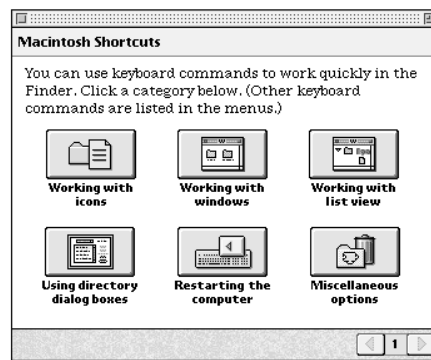 Macintosh Shortcuts
You can use keyboard commands to work quickly in the
Finder. Click a category below. (Other keyboard
commands are listed in the menus.)
Working with
icons
Working with
windows
Working with
list view
Using directory
dialog boxes
Restarting the
computer
Miscellaneous
options
1